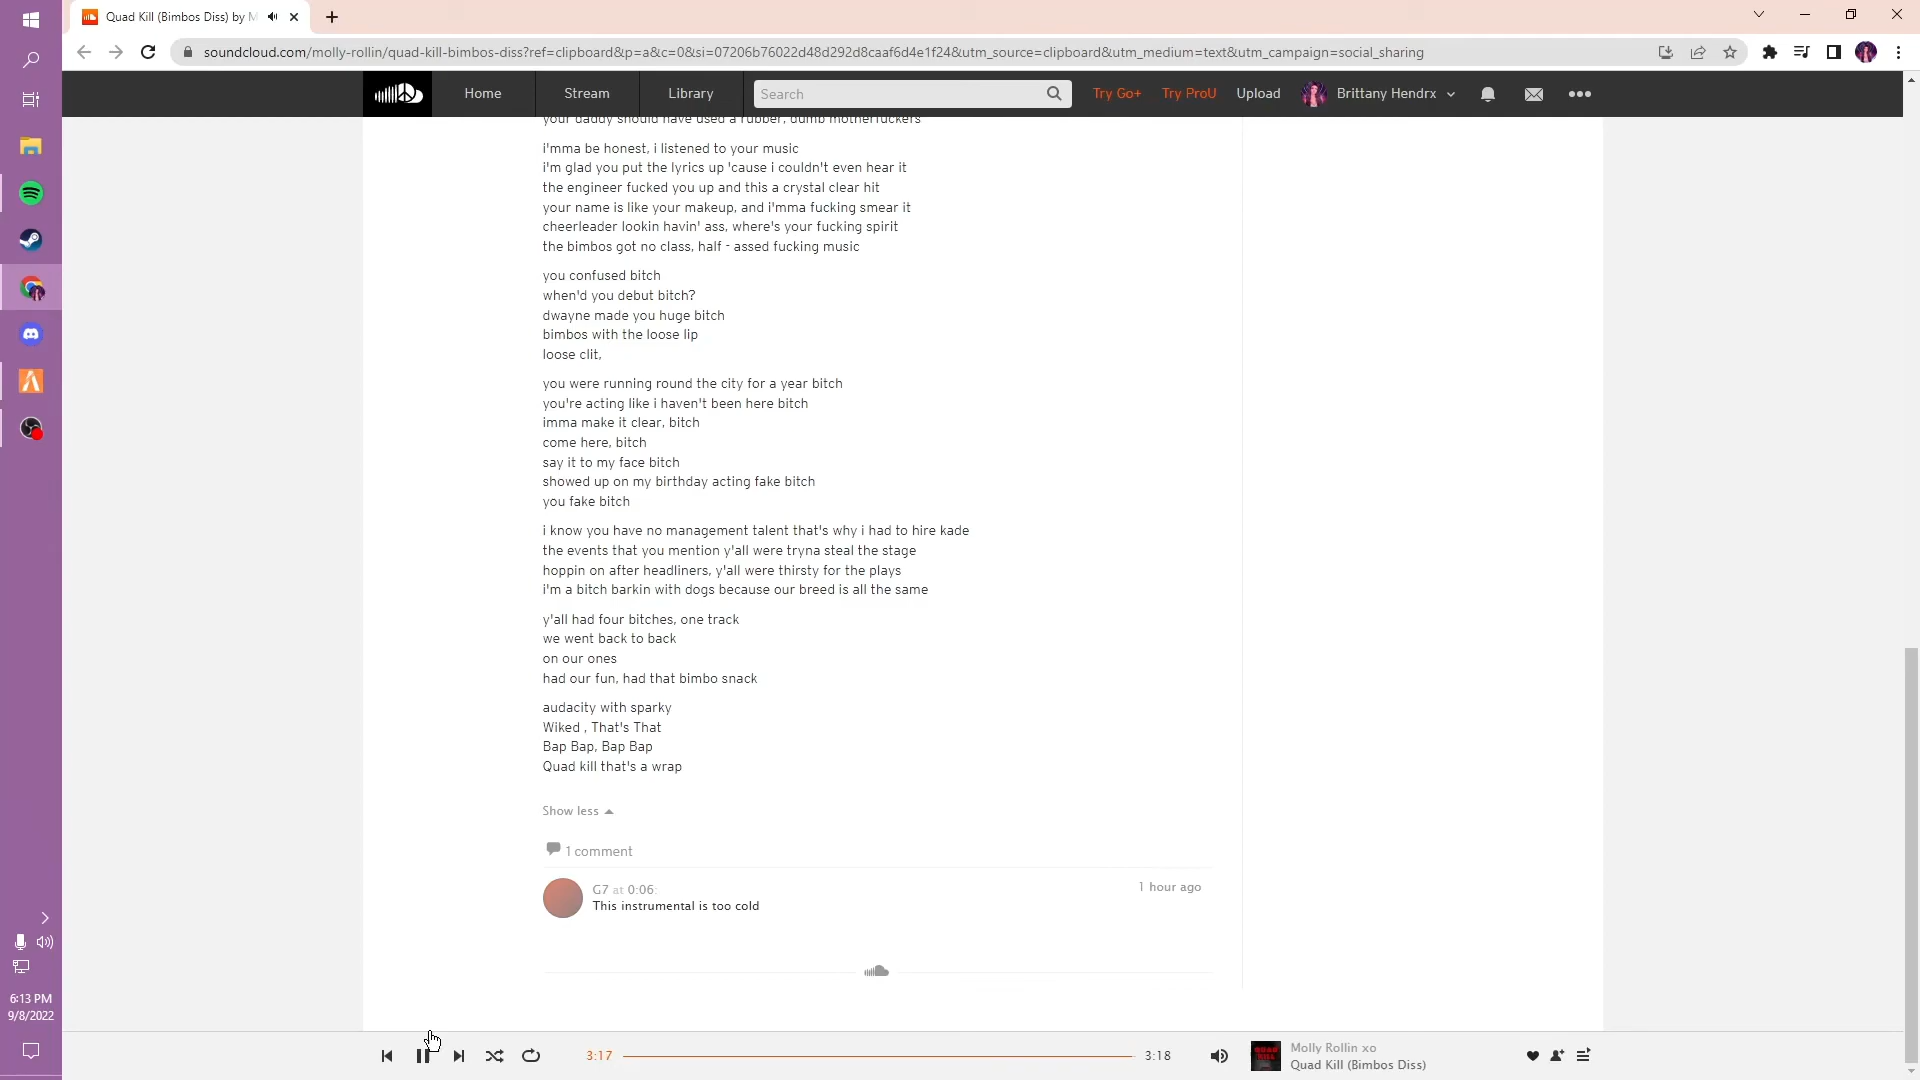 Quad Kill (Bimbos Diss) by M
soundcloud.com/molly-rollin/quad-kill-bimbos-diss?ref=clipboard&p=a&c=0&si=07206b76022d48d292d8caaf6d4e1f24&utm_source=clipboard&utm_medium=text&utm_campaign=social_sharing
Home Stream Library Search Try Go+ Try ProU Upload Brittany Hendrx
your daddy should have used a rubber, dumb motherfuckers
i'mma be honest, i listened to your music
i'm glad you put the lyrics up 'cause i couldn't even hear it
the engineer fucked you up and this a crystal clear hit
your name is like your makeup, and i'mma fucking smear it
cheerleader lookin havin' ass, where's your fucking spirit
the bimbos got no class, half - assed fucking music
you confused bitch
when'd you debut bitch?
dwayne made you huge bitch
bimbos with the loose lip
loose clit,
you were running round the city for a year bitch
you're acting like i haven't been here bitch
imma make it clear, bitch
come here, bitch
say it to my face bitch
showed up on my birthday acting fake bitch
you fake bitch
i know you have no management talent that's why i had to hire kade
the events that you mention y'all were tryna steal the stage
hoppin on after headliners, y'all were thirsty for the plays
i'm a bitch barkin with dogs because our breed is all the same
y'all had four bitches, one track
we went back to back
on our ones
had our fun, had that bimbo snack
audacity with sparky
Wiked , That's That
Bap Bap, Bap Bap
Quad kill that's a wrap
Show less
1 comment
G7 at 0:06:
1 hour ago
This instrumental is too cold
6:13 PM
9/8/2022
3:17
3:18
QUAD
KILL
Molly Rollin xo
Quad Kill (Bimbos Diss)